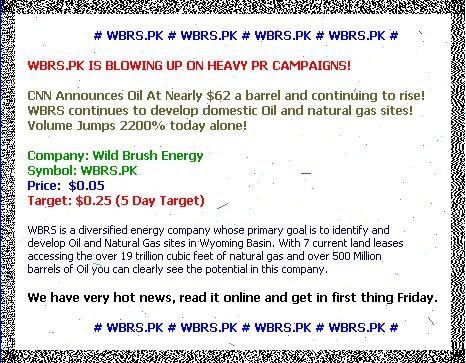 # WBRS.PK # WBRS.PK # WBRS.PK # WBRS.PK #
WBRS.PK IS BLOWING UP ON HEAVY PR CAMPAIGNS!
CNN Announces Oil At Nearly $62 a barrel and continuing to rise!
WBRS continues to develop domestic Oil and natural gas sites!
Volume Jumps 2200% today alone!
Company: Wild Brush Energy
Symbol: WBRS.PK
Price: $0.05
Target: $0.25 (5 Day Target)
WBRS is a diversified energy company whose primary goal is to identify and
develop Oil and Natural Gas sites in Wyoming Basin. With 7 current land leases
accessing the over 19 trillion cubic feet of natural gas and over 500 Million
barrels of Oil you can clearly see the potential in this company.
We have very hot news, read it online and get in first thing Friday.
# WBRS.PK # WBRS.PK # WBRS.PK # WBRS.PK #